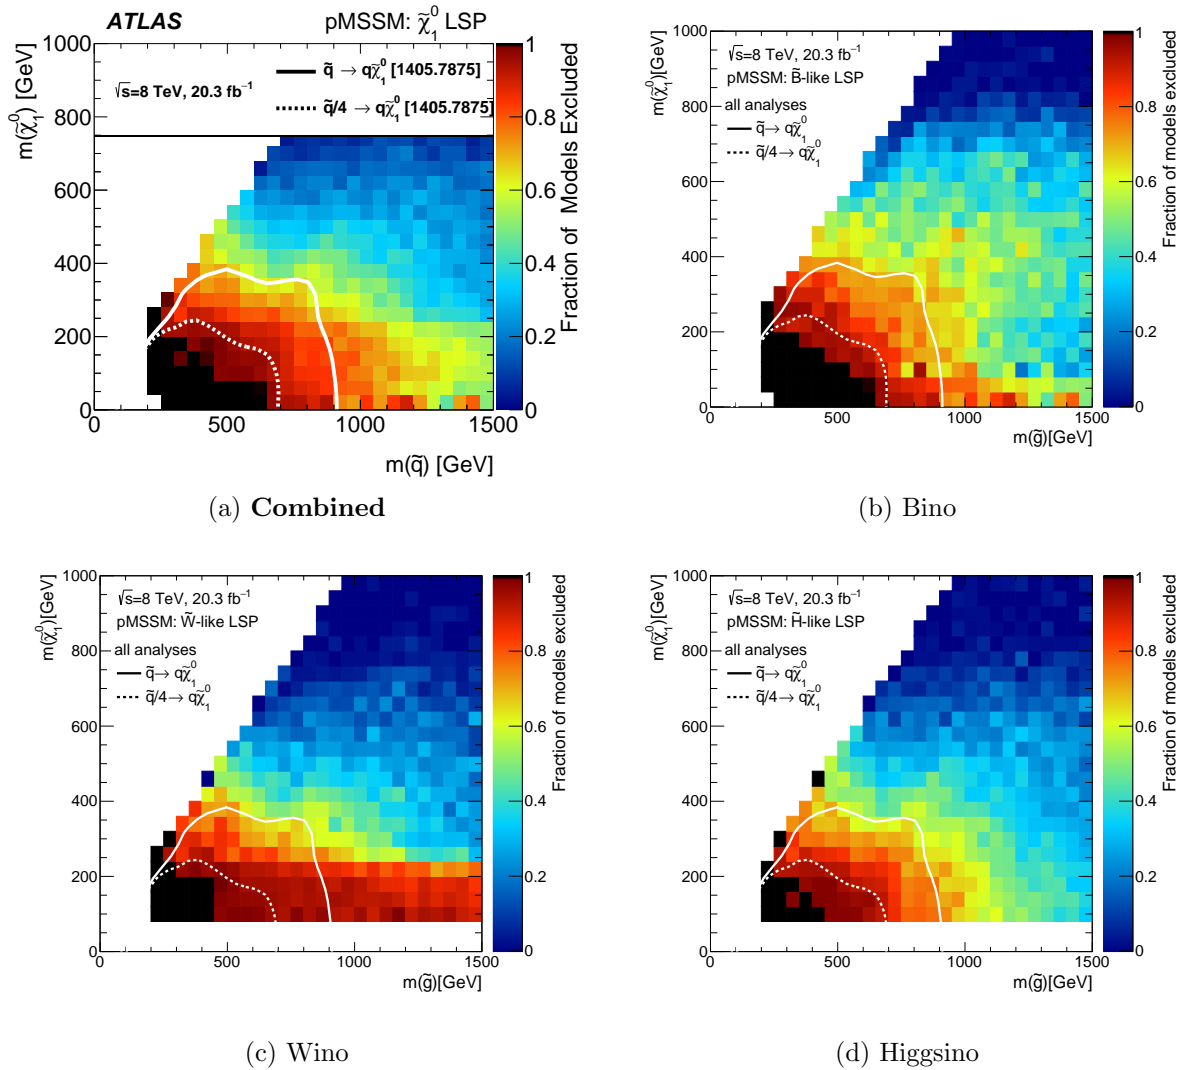 ATLAS pMSSM: χ̃₁⁰ LSP
m(χ̃₁⁰) [GeV]
1000
800
600
400
200
0
√s=8 TeV, 20.3 fb⁻¹
q̃ → qχ̃₁⁰ [1405.7875]
q̃/4 → qχ̃₁⁰ [1405.7875]
0 500 1000 1500
m(q̃) [GeV]
1
0.8
0.6
0.4
0.2
0
Fraction of Models Excluded
(a) Combined
m(χ̃₁⁰)[GeV]
1000
800
600
400
200
0
√s=8 TeV, 20.3 fb⁻¹
pMSSM: B̃-like LSP
all analyses
q̃→ qχ̃₁⁰
q̃/4→ qχ̃₁⁰
0 500 1000 1500
m(g̃)[GeV]
1
0.8
0.6
0.4
0.2
0
Fraction of models excluded
(b) Bino
m(χ̃₁⁰)[GeV]
1000
800
600
400
200
0
√s=8 TeV, 20.3 fb⁻¹
pMSSM: W̃-like LSP
all analyses
q̃→ qχ̃₁⁰
q̃/4→ qχ̃₁⁰
0 500 1000 1500
m(g̃)[GeV]
1
0.8
0.6
0.4
0.2
0
Fraction of models excluded
(c) Wino
m(χ̃₁⁰)[GeV]
1000
800
600
400
200
0
√s=8 TeV, 20.3 fb⁻¹
pMSSM: H̃-like LSP
all analyses
q̃→ qχ̃₁⁰
q̃/4→ qχ̃₁⁰
0 500 1000 1500
m(g̃)[GeV]
1
0.8
0.6
0.4
0.2
0
Fraction of models excluded
(d) Higgsino